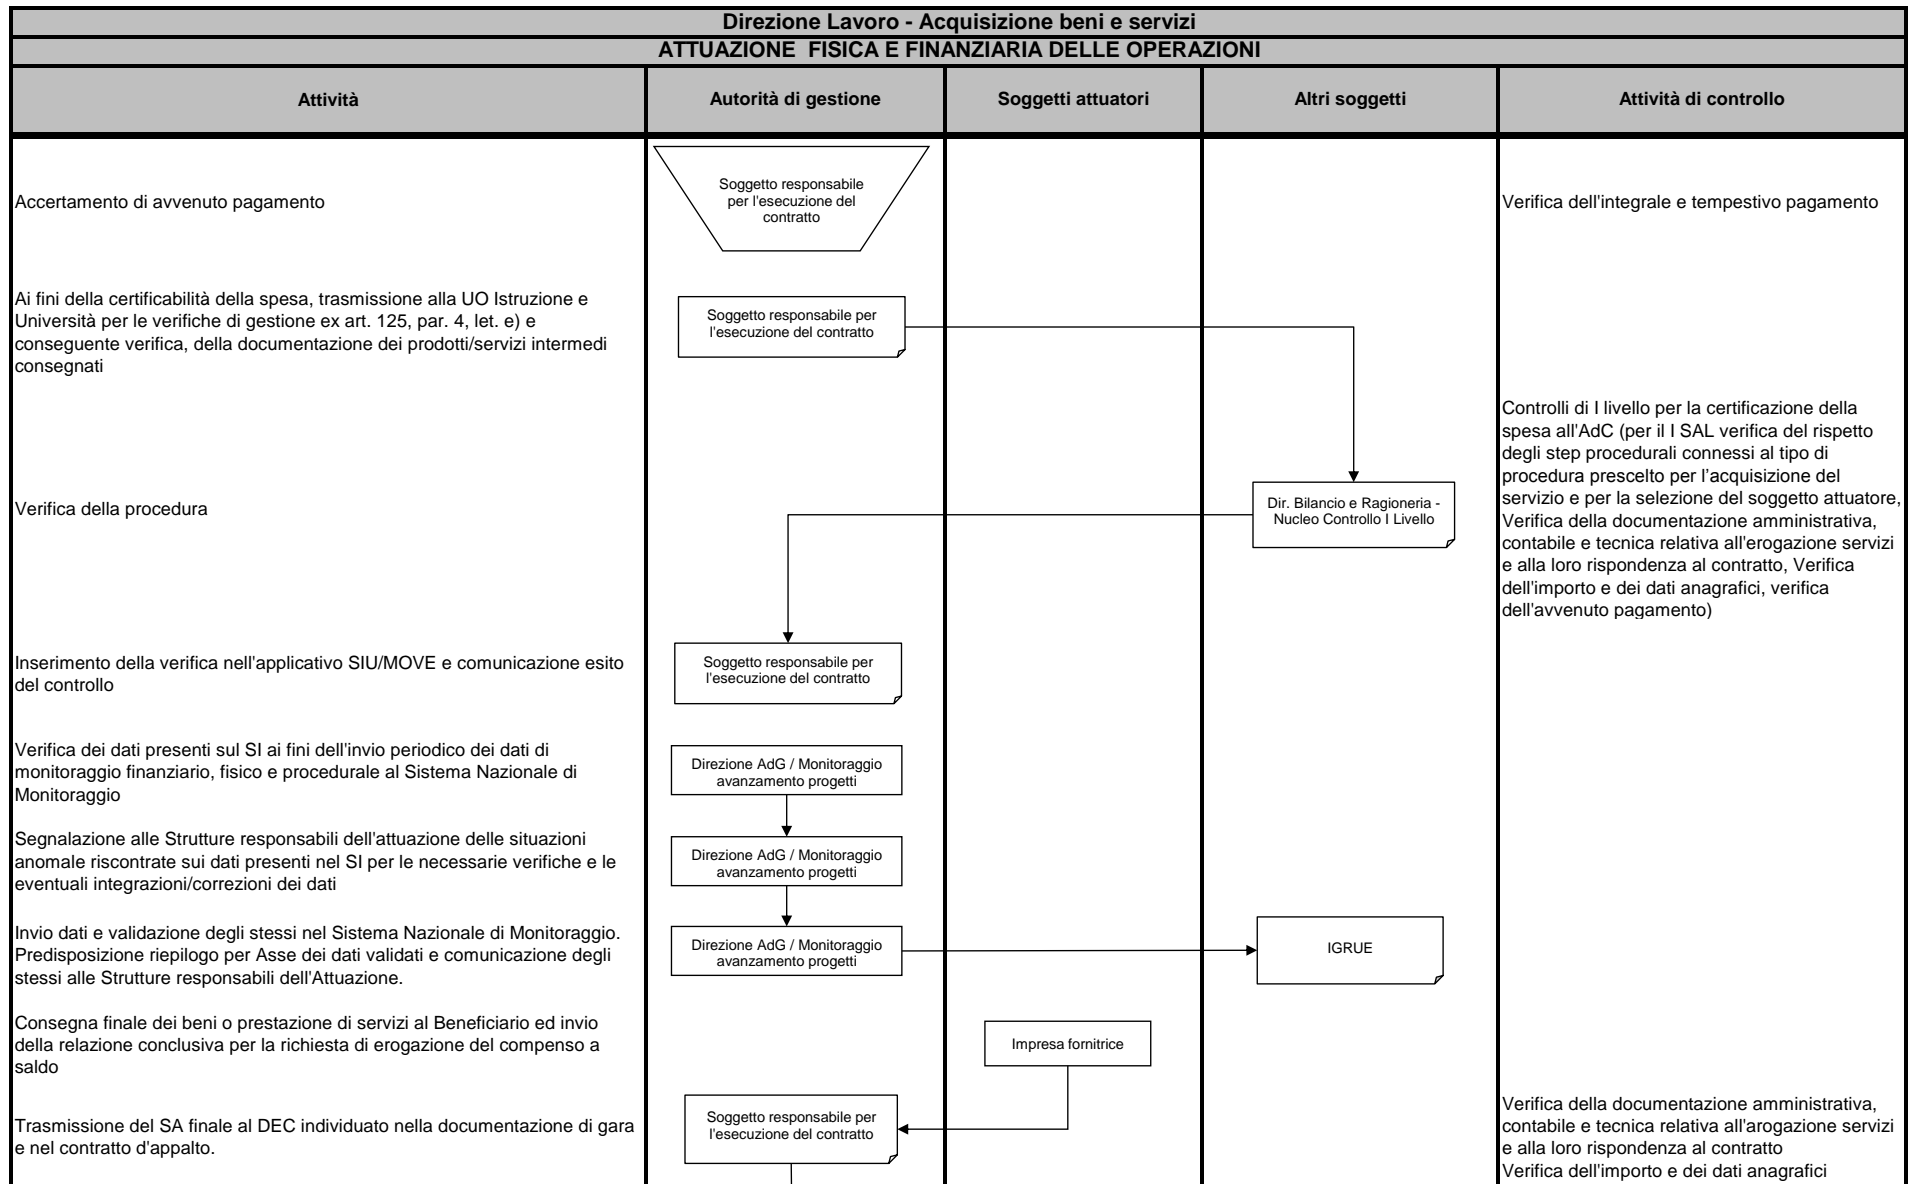 Direzione Lavoro - Acquisizione beni e servizi
ATTUAZIONE FISICA E FINANZIARIA DELLE OPERAZIONI
Attività
Autorità di gestione
Soggetti attuatori
Altri soggetti
Attività di controllo
Accertamento di avvenuto pagamento
Soggetto responsabile
per l'esecuzione del
contratto
Verifica dell'integrale e tempestivo pagamento
Ai fini della certificabilità della spesa, trasmissione alla UO Istruzione e
Università per le verifiche di gestione ex art. 125, par. 4, let. e) e
conseguente verifica, della documentazione dei prodotti/servizi intermedi
consegnati
Soggetto responsabile per
l'esecuzione del contratto
Verifica della procedura
Dir. Bilancio e Ragioneria -
Nucleo Controllo I Livello
Controlli di I livello per la certificazione della
spesa all'AdC (per il I SAL verifica del rispetto
degli step procedurali connessi al tipo di
procedura prescelto per l’acquisizione del
servizio e per la selezione del soggetto attuatore,
Verifica della documentazione amministrativa,
contabile e tecnica relativa all'erogazione servizi
e alla loro rispondenza al contratto, Verifica
dell'importo e dei dati anagrafici, verifica
dell'avvenuto pagamento)
Inserimento della verifica nell'applicativo SIU/MOVE e comunicazione esito
del controllo
Soggetto responsabile per
l'esecuzione del contratto
Verifica dei dati presenti sul SI ai fini dell'invio periodico dei dati di
monitoraggio finanziario, fisico e procedurale al Sistema Nazionale di
Monitoraggio
Direzione AdG / Monitoraggio
avanzamento progetti
Segnalazione alle Strutture responsabili dell'attuazione delle situazioni
anomale riscontrate sui dati presenti nel SI per le necessarie verifiche e le
eventuali integrazioni/correzioni dei dati
Direzione AdG / Monitoraggio
avanzamento progetti
Invio dati e validazione degli stessi nel Sistema Nazionale di Monitoraggio.
Predisposizione riepilogo per Asse dei dati validati e comunicazione degli
stessi alle Strutture responsabili dell'Attuazione.
Direzione AdG / Monitoraggio
avanzamento progetti
IGRUE
Consegna finale dei beni o prestazione di servizi al Beneficiario ed invio
della relazione conclusiva per la richiesta di erogazione del compenso a
saldo
Impresa fornitrice
Trasmissione del SA finale al DEC individuato nella documentazione di gara
e nel contratto d'appalto.
Soggetto responsabile per
l'esecuzione del contratto
Verifica della documentazione amministrativa,
contabile e tecnica relativa all'arogazione servizi
e alla loro rispondenza al contratto
Verifica dell'importo e dei dati anagrafici